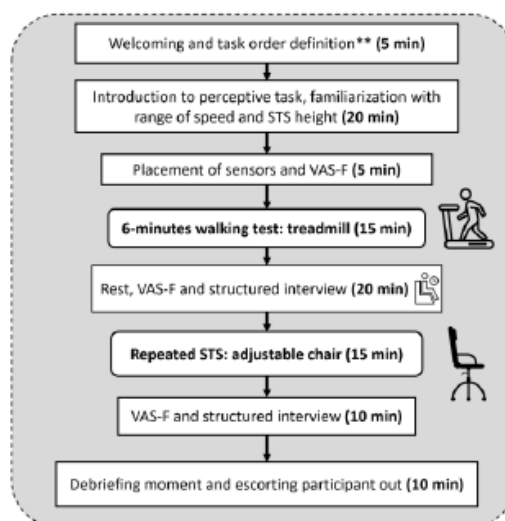 Welcoming and task order definition** (5 min)
Introduction to perceptive task, familiarization with
range of speed and STS height (20 min)
Placement of sensors and VAS-F (5 min)
6-minutes walking test: treadmill (15 min)
Rest, VAS-F and structured interview (20 min)
Repeated STS: adjustable chair (15 min)
VAS-F and structured interview (10 min)
Debriefing moment and escorting participant out (10 min)